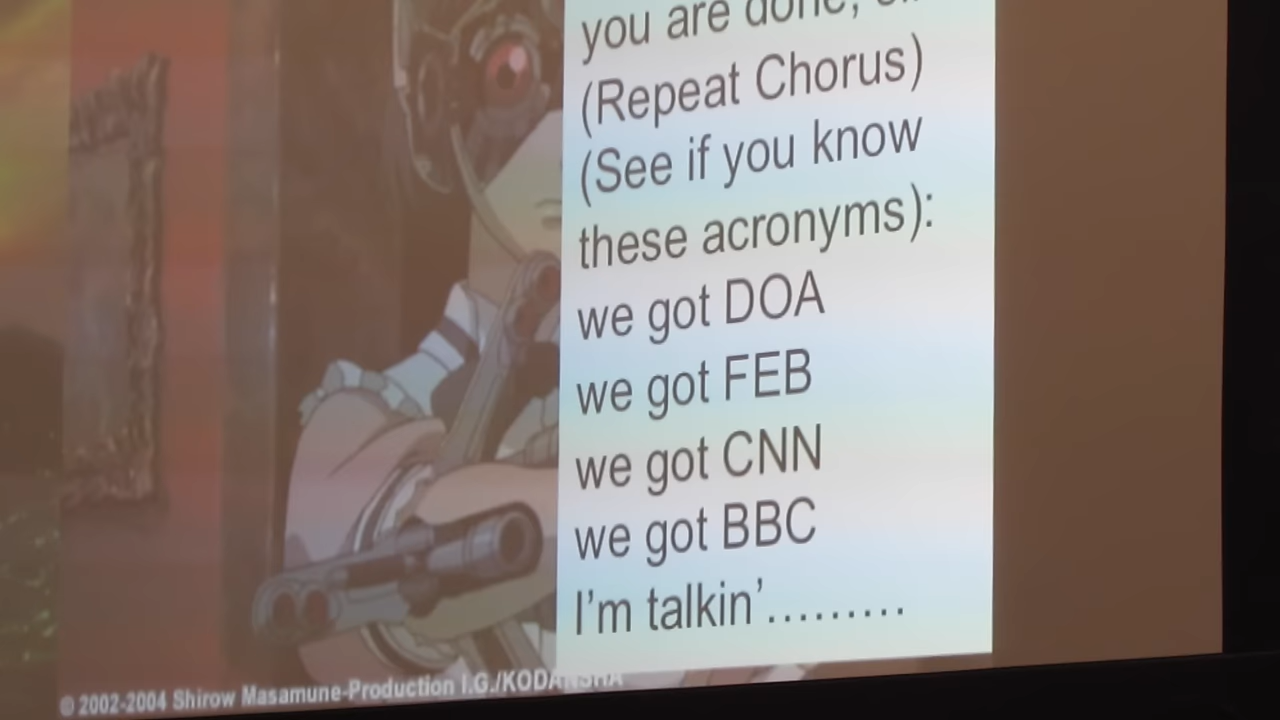 you are done,
(Repeat Chorus)
(See if you know
these acronyms):
we got DOA
we got FEB
we got CNN
we got BBC
I'm talkin'.........
© 2002-2004 Shirow Masamune-Production I.G./KODANSHA